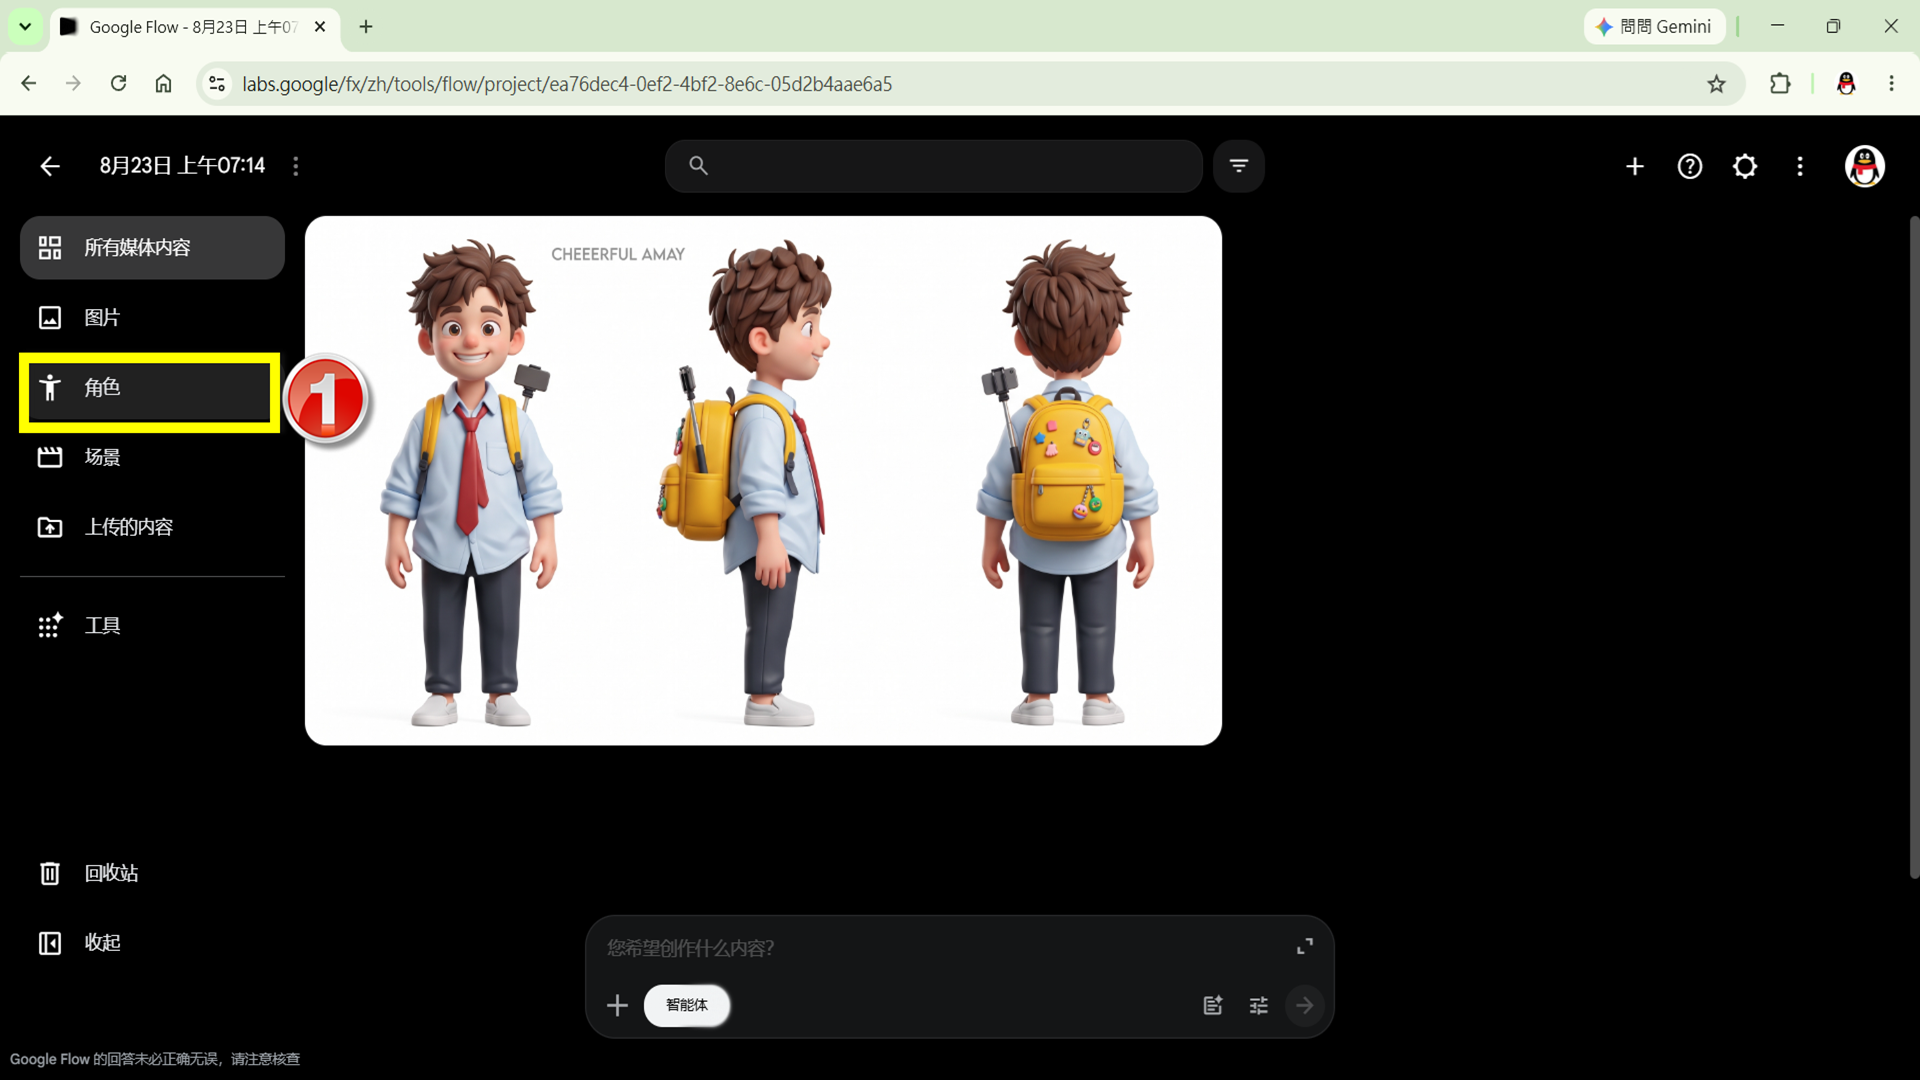 Google Flow - 8月23日 上午07
問問 Gemini
labs.google/fx/zh/tools/flow/project/ea76dec4-0ef2-4bf2-8e6c-05d2b4aae6a5
8月23日 上午07:14
所有媒体内容
图片
角色
1
场景
上传的内容
工具
回收站
收起
CHEEERFUL AMAY
您希望创作什么内容?
智能体
Google Flow 的回答未必正确无误，请注意核查